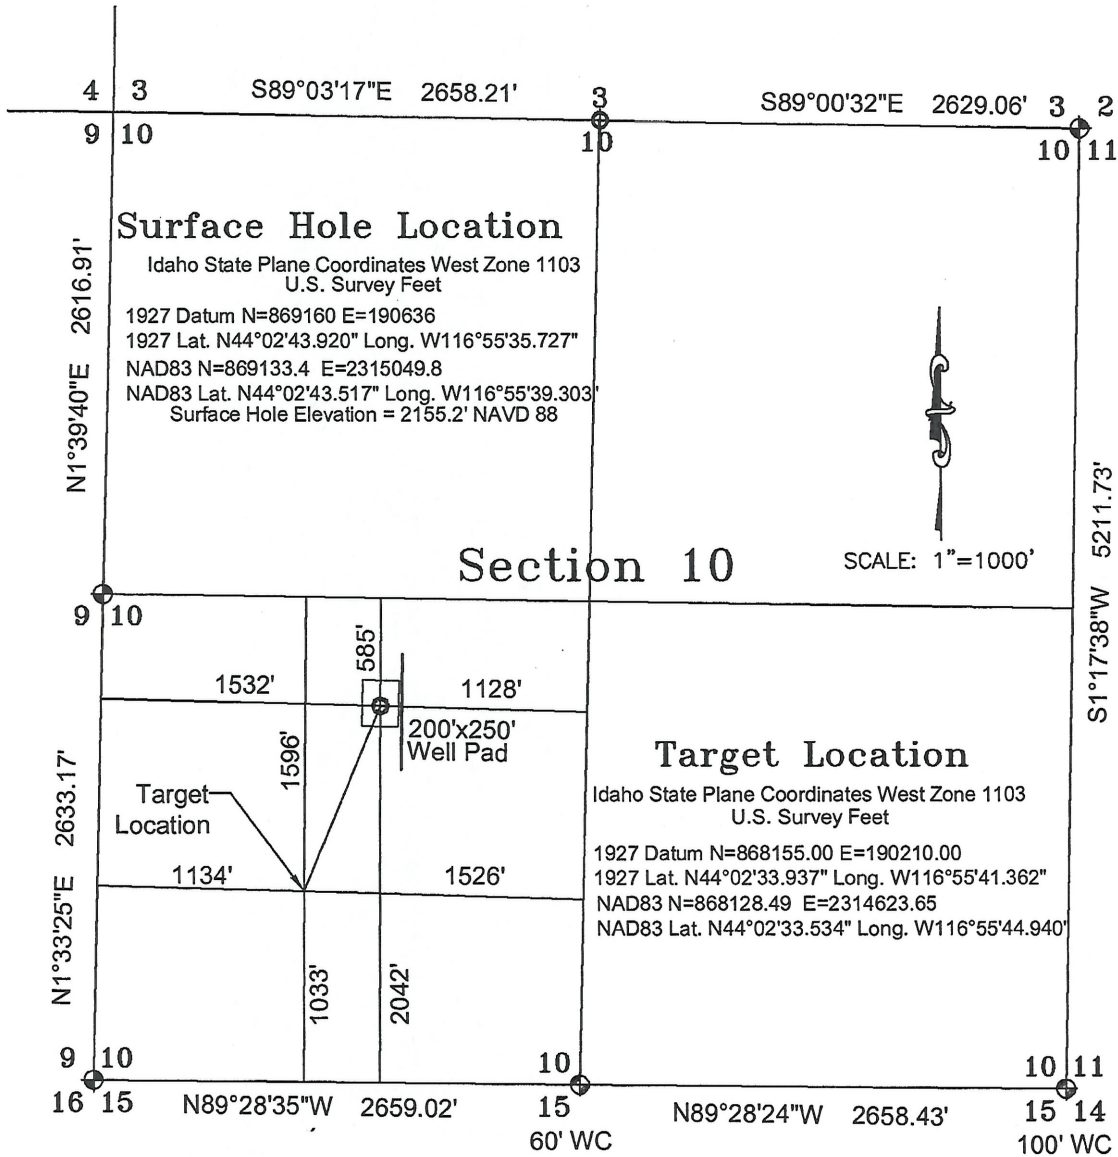 4 3
S89°03'17"E 2658.21'
3
S89°00'32"E 2629.06'
3 2
9 10
10
10 11
Surface Hole Location
Idaho State Plane Coordinates West Zone 1103
U.S. Survey Feet
1927 Datum N=869160 E=190636
1927 Lat. N44°02'43.920" Long. W116°55'35.727"
NAD83 N=869133.4 E=2315049.8
NAD83 Lat. N44°02'43.517" Long. W116°55'39.303'
Surface Hole Elevation = 2155.2' NAVD 88
N1°39'40"E 2616.91'
S1°17'38"W 5211.73'
Section 10
SCALE: 1"=1000'
9 10
585'
1532'
1128'
200'x250'
Well Pad
1596'
Target
Location
1134'
1526'
N1°33'25"E 2633.17'
1033'
2042'
Target Location
Idaho State Plane Coordinates West Zone 1103
U.S. Survey Feet
1927 Datum N=868155.00 E=190210.00
1927 Lat. N44°02'33.937" Long. W116°55'41.362"
NAD83 N=868128.49 E=2314623.65
NAD83 Lat. N44°02'33.534" Long. W116°55'44.940'
9 10
10
10 11
16 15
N89°28'35"W 2659.02'
15
N89°28'24"W 2658.43'
15 14
60' WC
100' WC